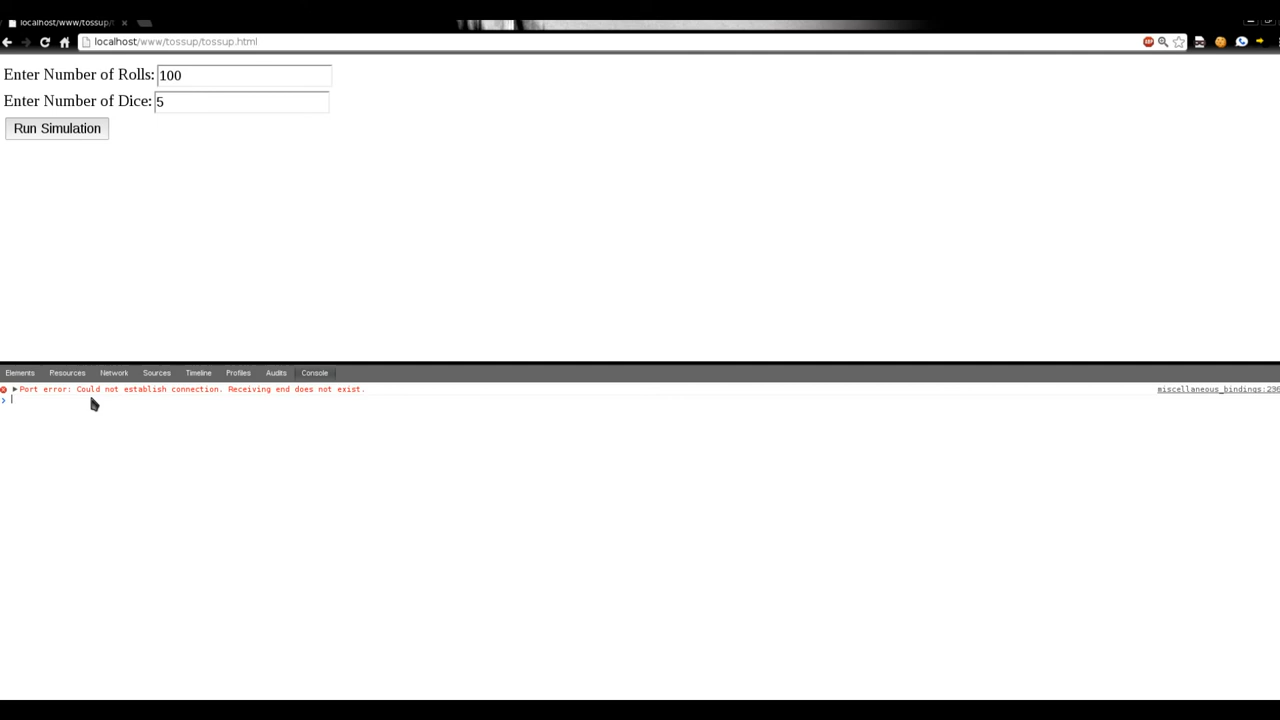 localhost/www/tossup/t
localhost/www/tossup/tossup.html
Enter Number of Rolls: 100
Enter Number of Dice: 5
Run Simulation
Elements Resources Network Sources Timeline Profiles Audits Console
Port error: Could not establish connection. Receiving end does not exist. miscellaneous_bindings:236